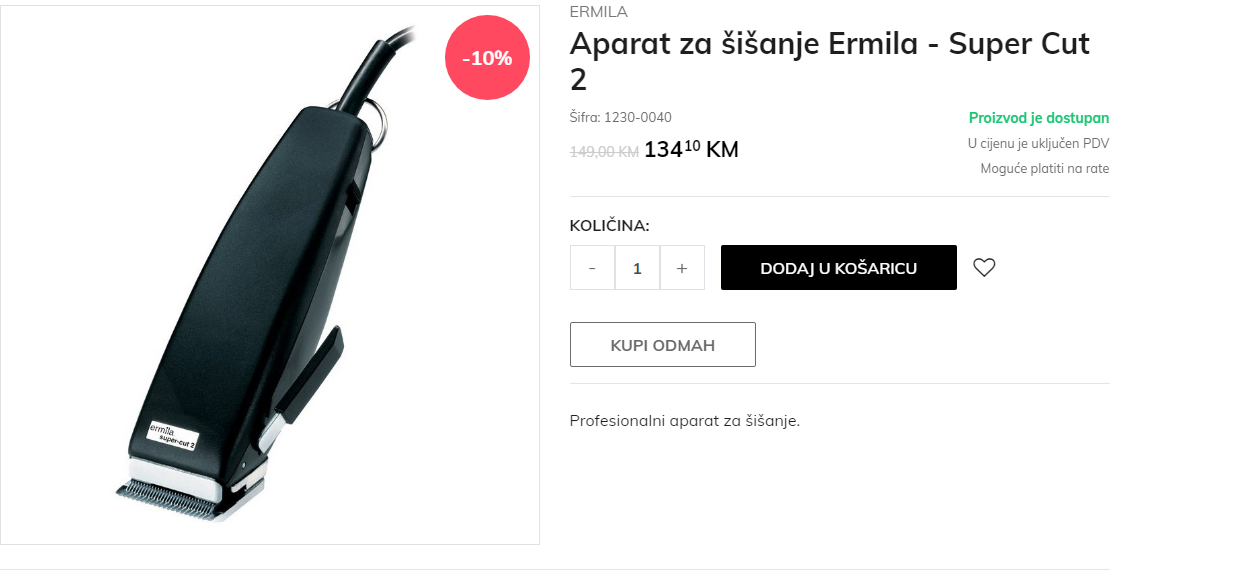 -10%
ermila
super-cut 2
ERMILA
Aparat za šišanje Ermila - Super Cut
2
Šifra: 1230-0040
Proizvod je dostupan
149,00 KM 134¹⁰ KM
U cijenu je uključen PDV
Moguće platiti na rate
KOLIČINA:
- 1 +
DODAJ U KOŠARICU
KUPI ODMAH
Profesionalni aparat za šišanje.